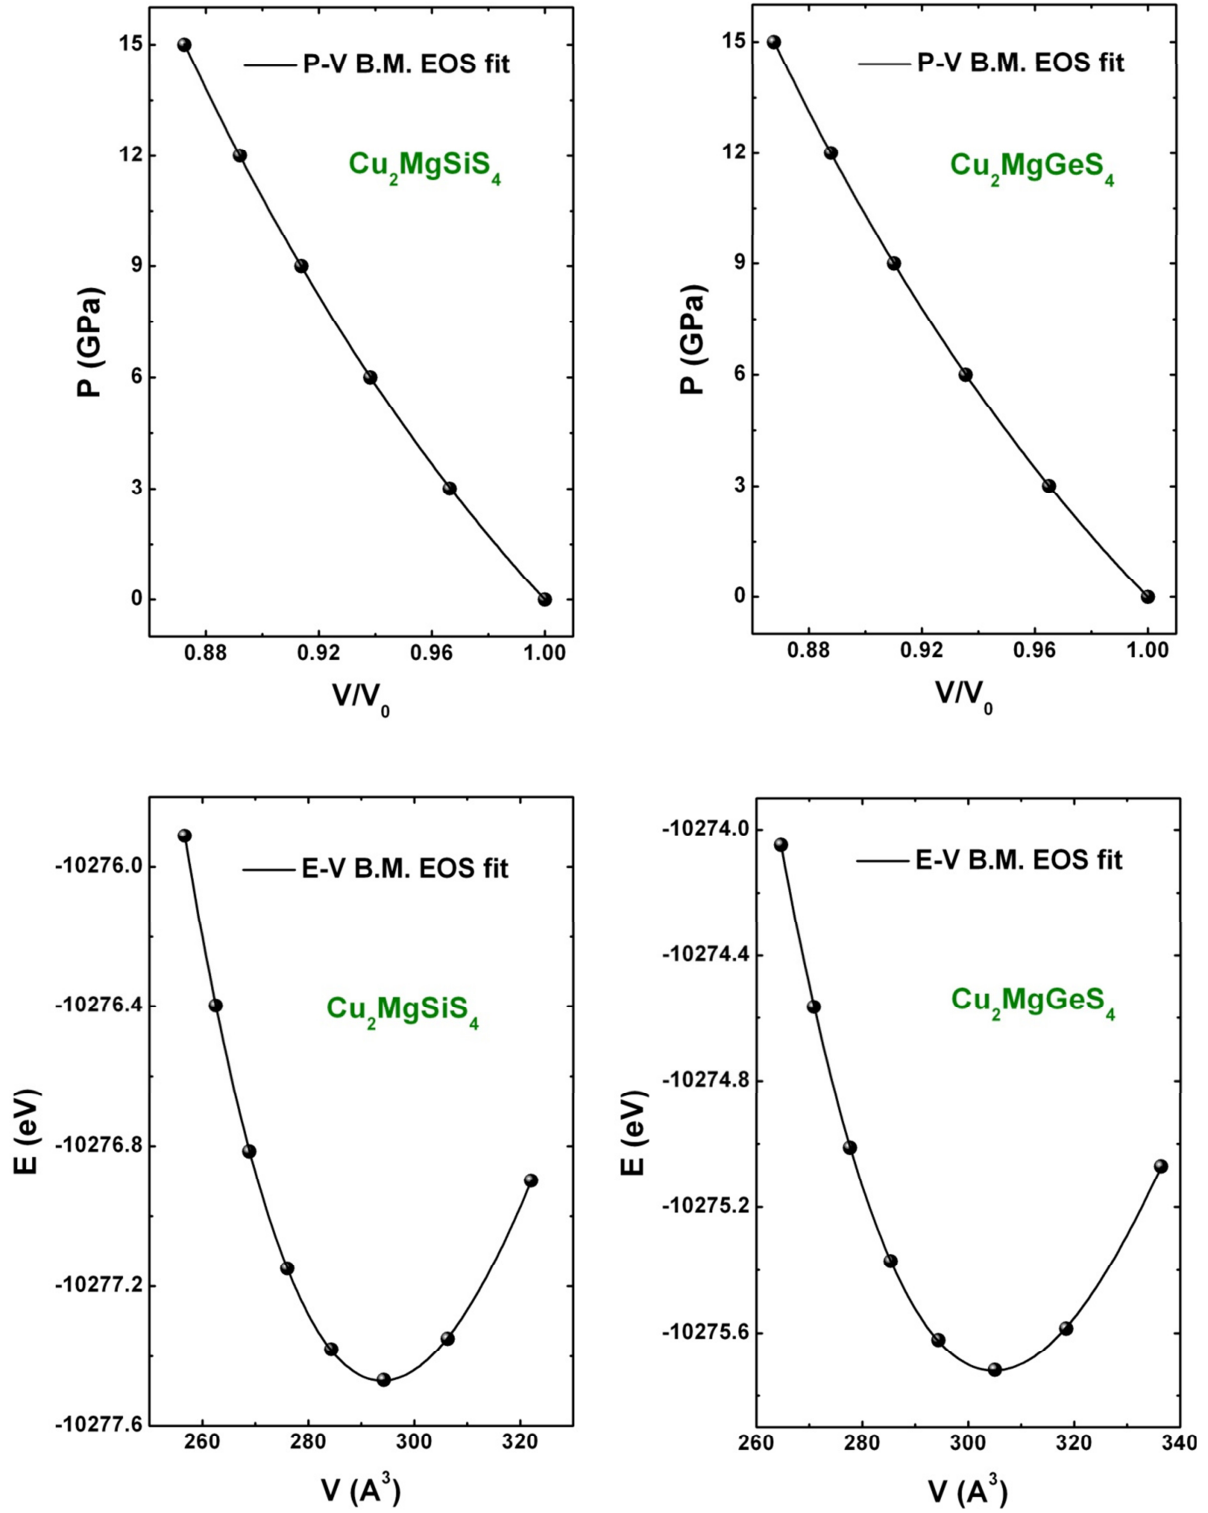 15
12
9
6
3
0
P (GPa)
P-V B.M. EOS fit
Cu₂MgSiS₄
0.88 0.92 0.96 1.00
V/V₀
15
12
9
6
3
0
P (GPa)
P-V B.M. EOS fit
Cu₂MgGeS₄
0.88 0.92 0.96 1.00
V/V₀
-10276.0
-10276.4
-10276.8
-10277.2
-10277.6
E (eV)
E-V B.M. EOS fit
Cu₂MgSiS₄
260 280 300 320
V (A³)
-10274.0
-10274.4
-10274.8
-10275.2
-10275.6
E (eV)
E-V B.M. EOS fit
Cu₂MgGeS₄
260 280 300 320 340
V (A³)